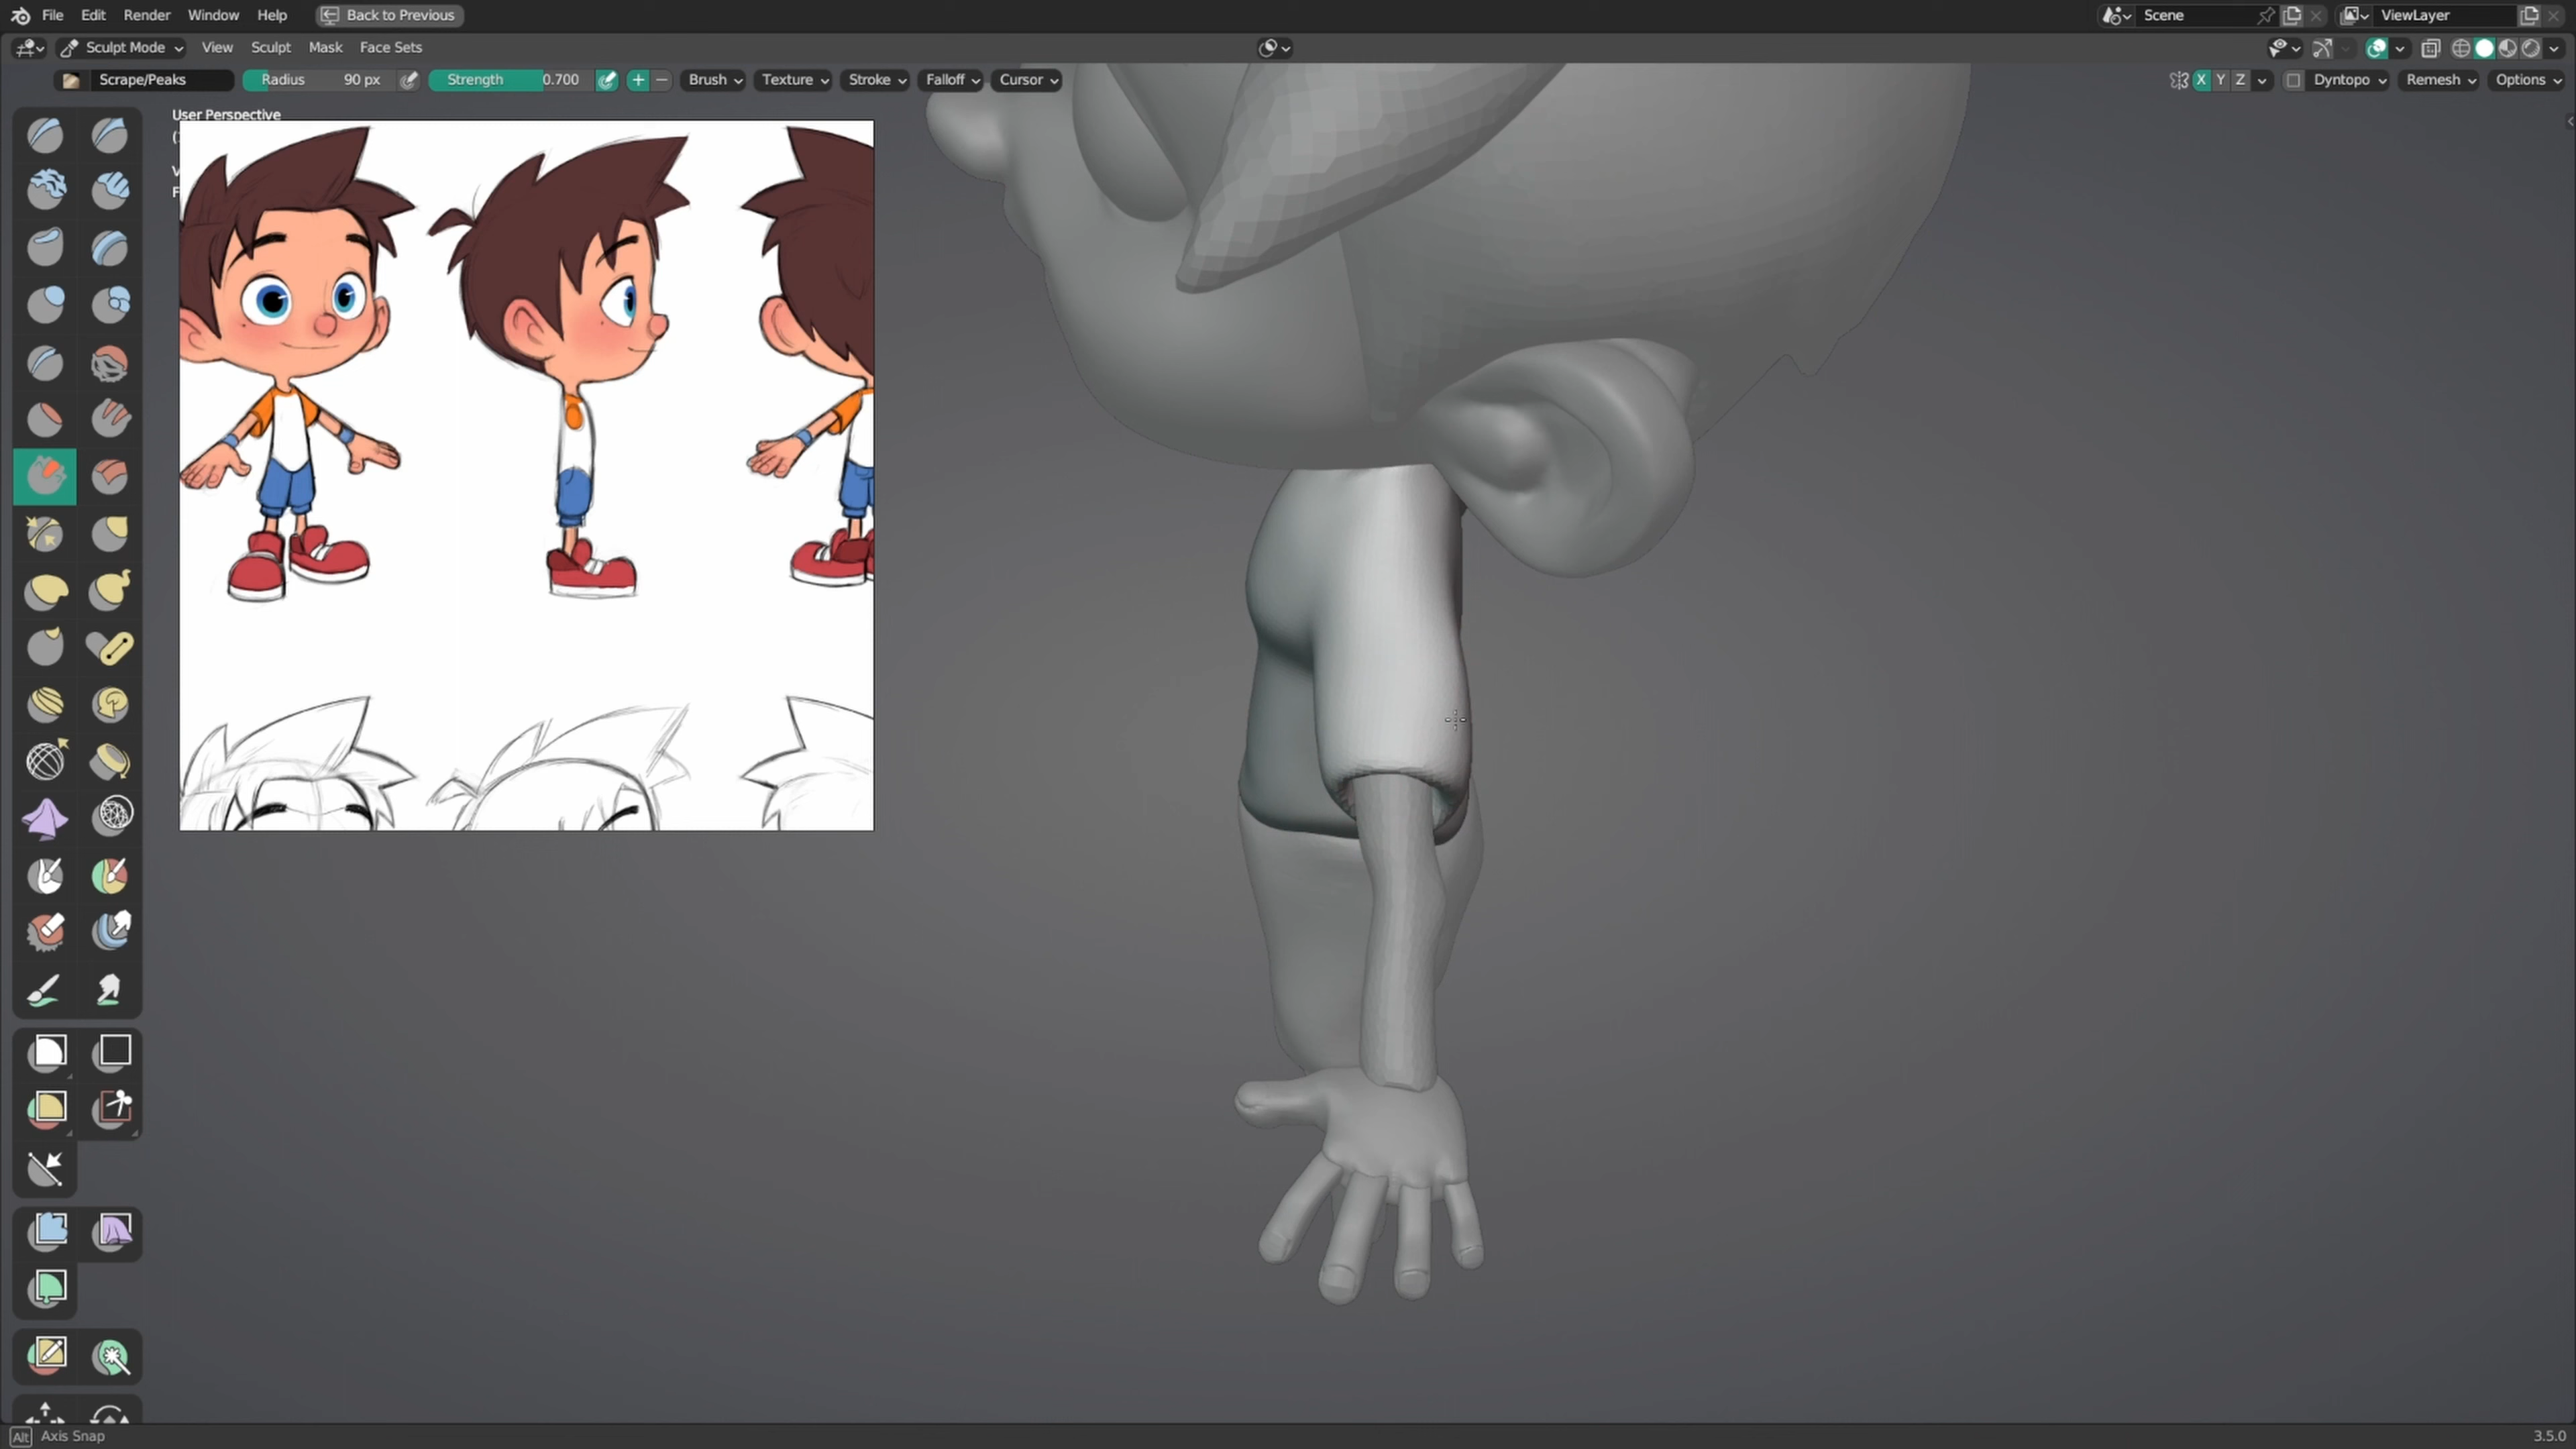 File Edit Render Window Help Back to Previous Scene ViewLayer
Sculpt Mode View Sculpt Mask Face Sets
Scrape/Peaks Radius 90 px Strength 0.700 Brush Texture Stroke Falloff Cursor X Y Z Dyntopo Remesh Options
User Perspective
(
V
F
Alt Axis Snap 3.5.0